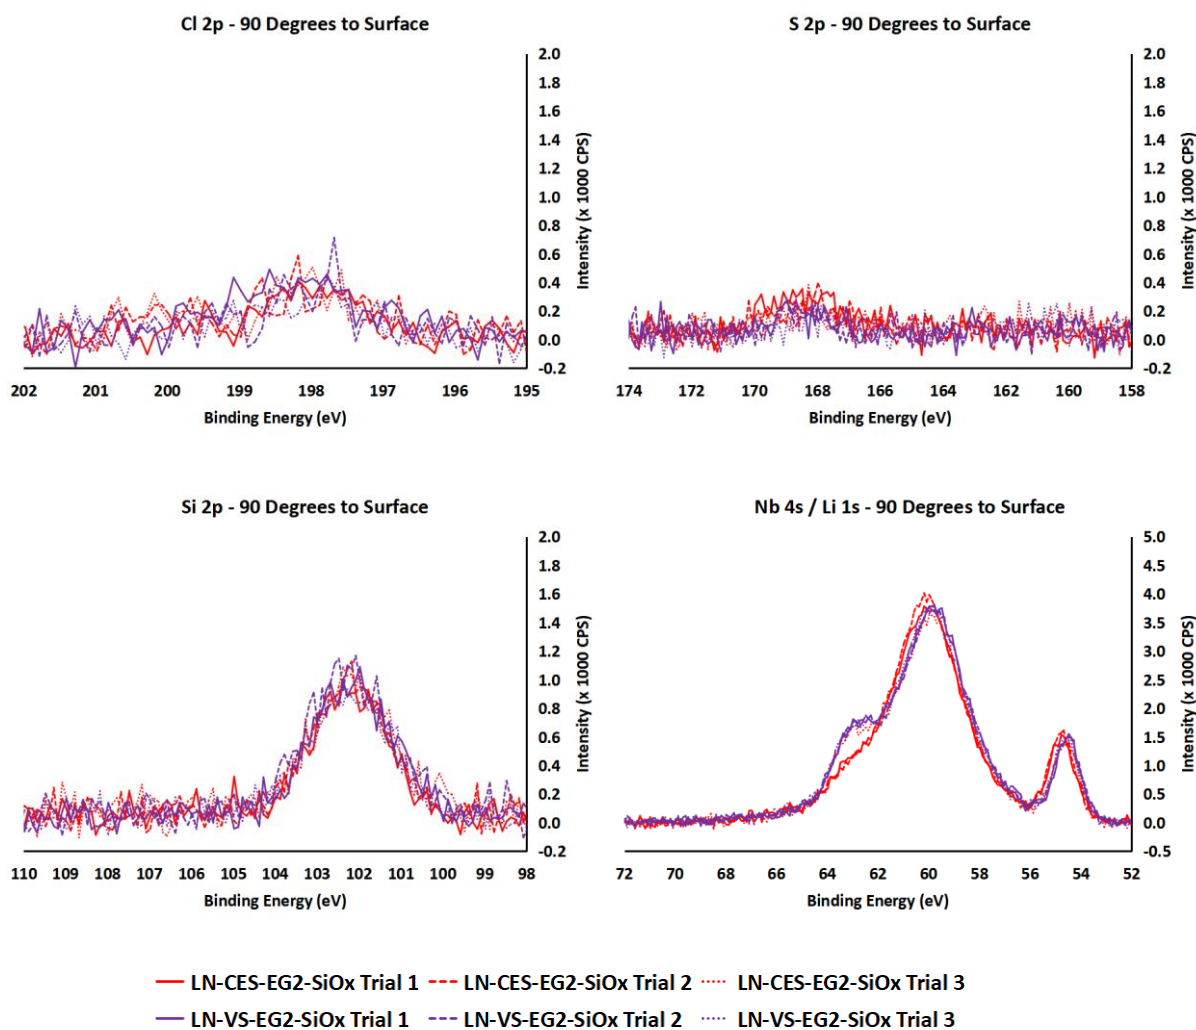 Cl 2p - 90 Degrees to Surface
2.0
1.8
1.6
1.4
1.2
1.0
0.8
0.6
0.4
0.2
0.0
-0.2
Intensity (x 1000 CPS)
202 201 200 199 198 197 196 195
Binding Energy (eV)
S 2p - 90 Degrees to Surface
2.0
1.8
1.6
1.4
1.2
1.0
0.8
0.6
0.4
0.2
0.0
-0.2
Intensity (x 1000 CPS)
174 172 170 168 166 164 162 160 158
Binding Energy (eV)
Si 2p - 90 Degrees to Surface
2.0
1.8
1.6
1.4
1.2
1.0
0.8
0.6
0.4
0.2
0.0
-0.2
Intensity (x 1000 CPS)
110 109 108 107 106 105 104 103 102 101 100 99 98
Binding Energy (eV)
Nb 4s / Li 1s - 90 Degrees to Surface
5.0
4.5
4.0
3.5
3.0
2.5
2.0
1.5
1.0
0.5
0.0
-0.5
Intensity (x 1000 CPS)
72 70 68 66 64 62 60 58 56 54 52
Binding Energy (eV)
LN-CES-EG2-SiOx Trial 1 LN-CES-EG2-SiOx Trial 2 LN-CES-EG2-SiOx Trial 3
LN-VS-EG2-SiOx Trial 1 LN-VS-EG2-SiOx Trial 2 LN-VS-EG2-SiOx Trial 3